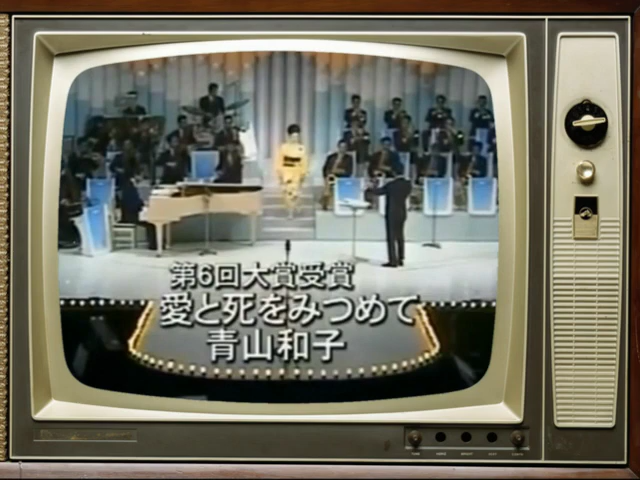 第6回大賞受賞
愛と死をみつめて
青山和子